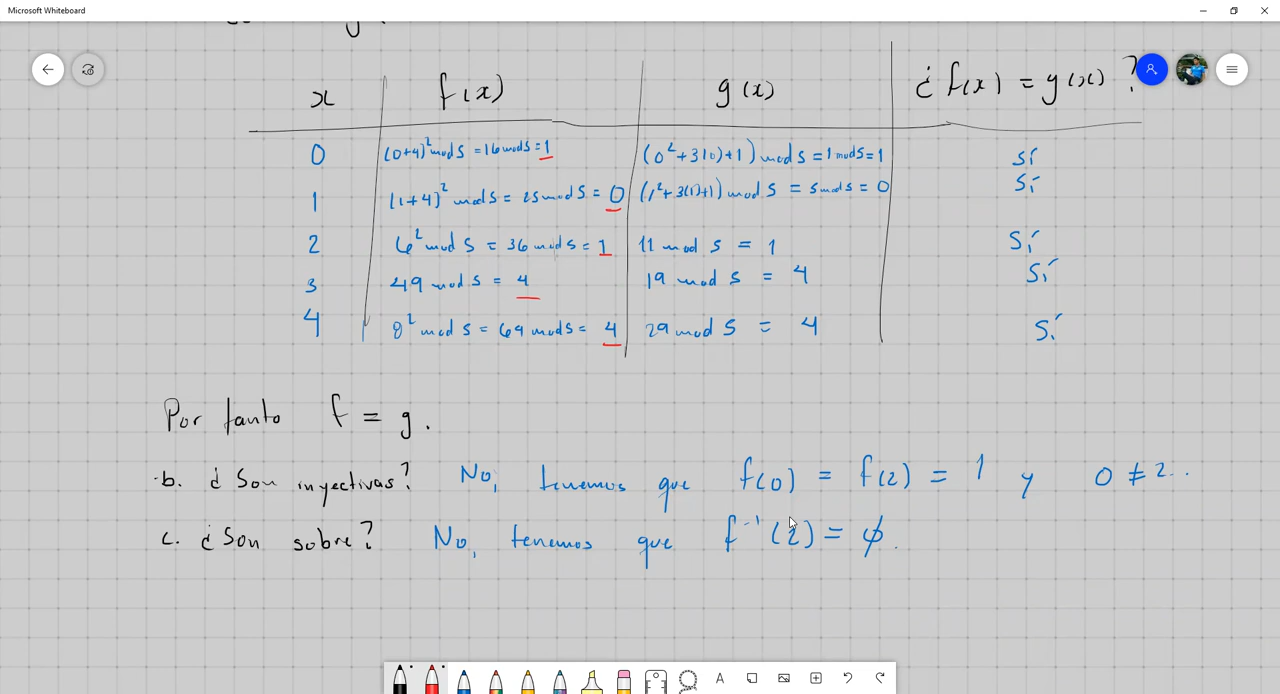 Microsoft Whiteboard
x f(x) g(x) ¿f(x) = g(x)?
0 (0+4)² mod 5 = 16 mod 5 = 1 (0²+3(0)+1) mod 5 = 1 mod 5 = 1 Sí
1 (1+4)² mod 5 = 25 mod 5 = 0 (1²+3(1)+1) mod 5 = 5 mod 5 = 0 Sí
2 6² mod 5 = 36 mod 5 = 1 11 mod 5 = 1 Sí
3 49 mod 5 = 4 19 mod 5 = 4 Sí
4 8² mod 5 = 64 mod 5 = 4 29 mod 5 = 4 Sí
Por tanto f = g.
b. ¿Son inyectivas? No, tenemos que f(0) = f(2) = 1 y 0 ≠ 2..
c. ¿Son sobre? No, tenemos que f⁻¹(2) = ϕ.